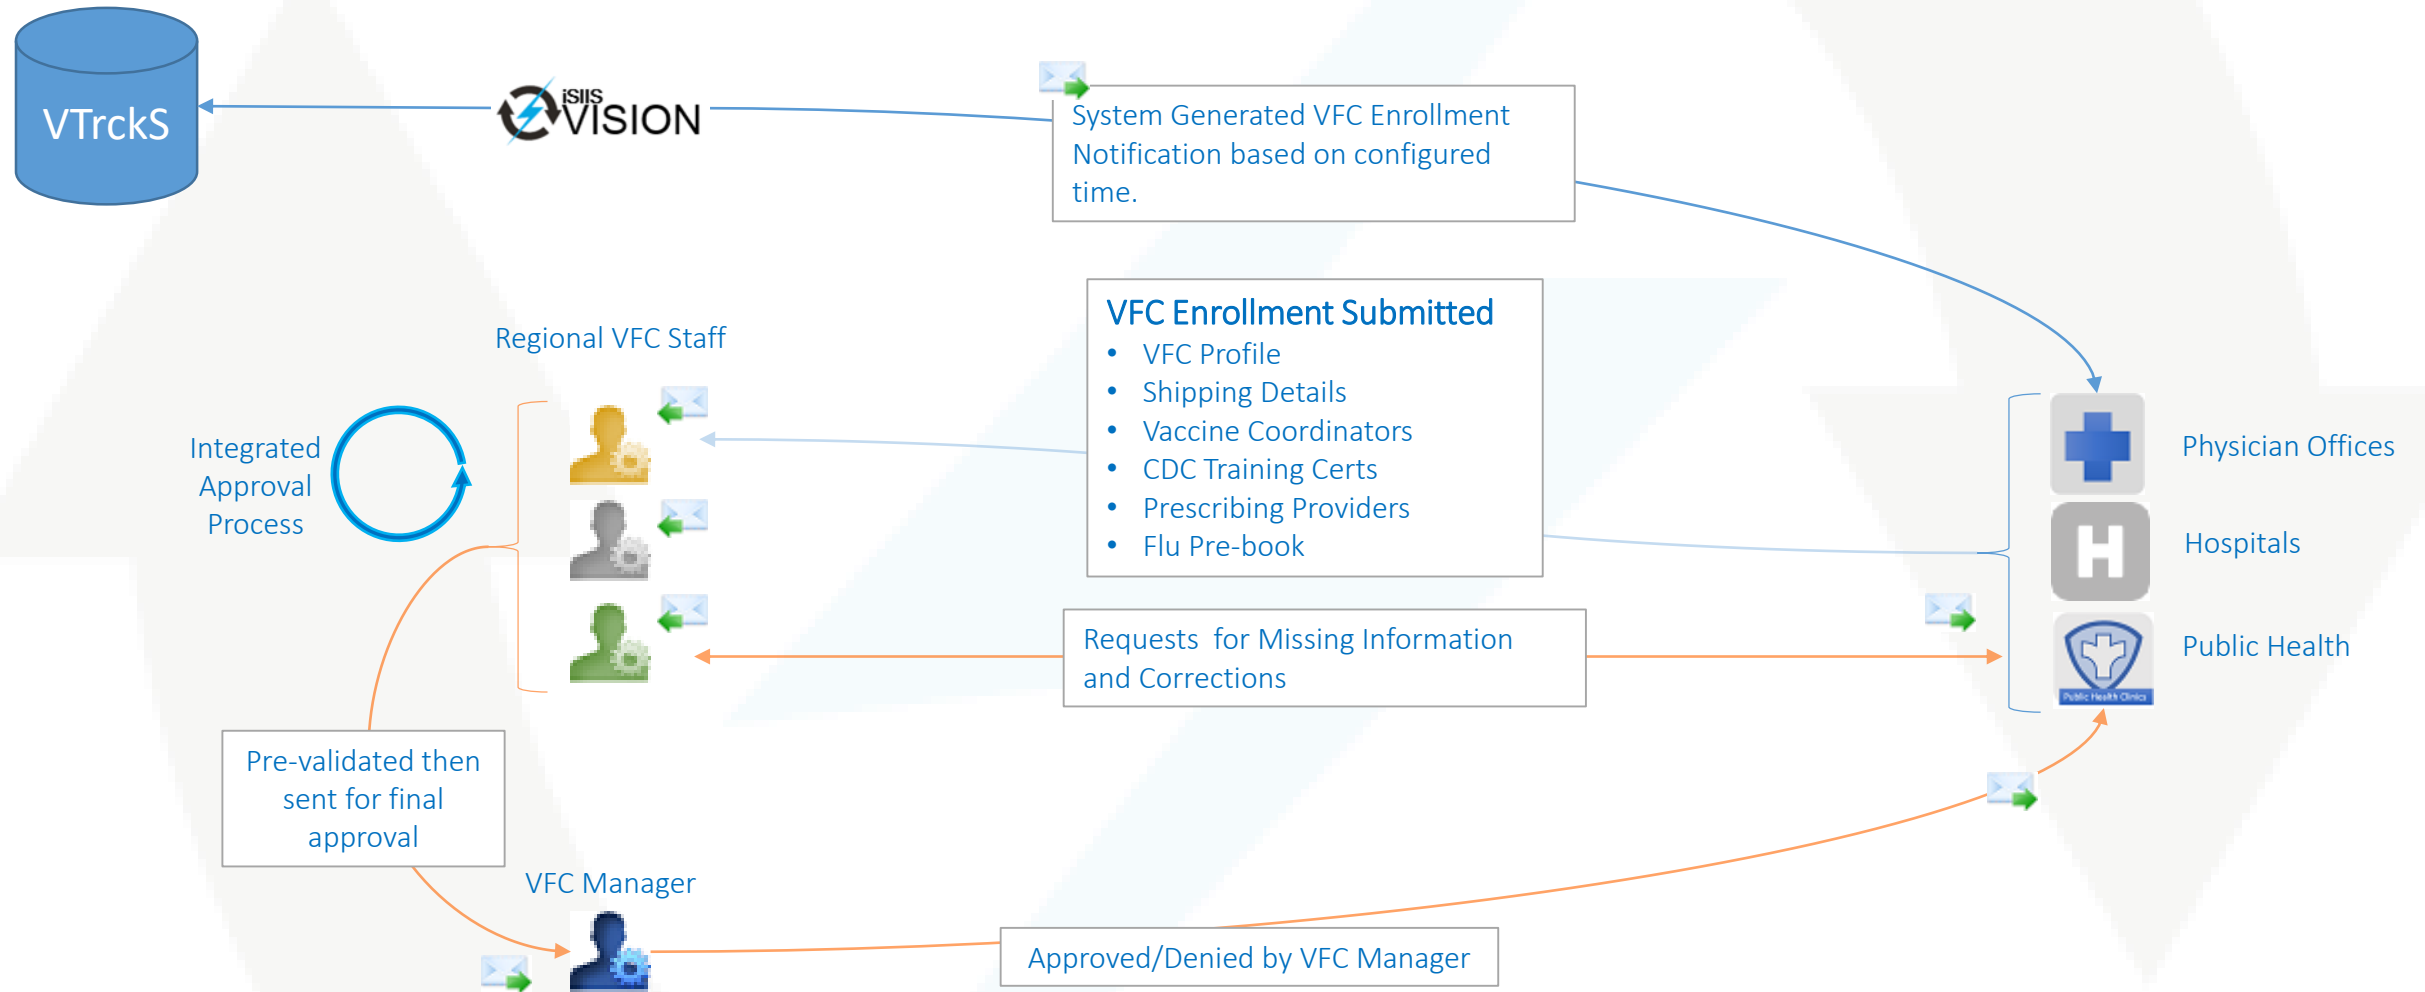 VTrckS
iSIIS
VISION
System Generated VFC Enrollment
Notification based on configured
time.
Regional VFC Staff
VFC Enrollment Submitted
• VFC Profile
• Shipping Details
• Vaccine Coordinators
• CDC Training Certs
• Prescribing Providers
• Flu Pre-book
Integrated
Approval
Process
Physician Offices
H
Hospitals
Requests for Missing Information
and Corrections
Public Health
Public Health Clinics
Pre-validated then
sent for final
approval
VFC Manager
Approved/Denied by VFC Manager